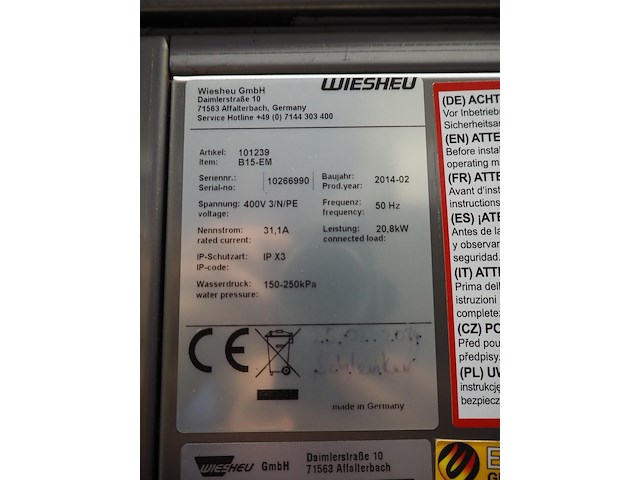 WIESHEU
Wiesheu GmbH
Daimlerstraße 10
71563 Affalterbach, Germany
Service Hotline +49 (0) 7144 303 400
Artikel: 101239
Item: B15-EM
Seriennr.: 10266990 Baujahr: 2014-02
Serial-no: Prod.year:
Spannung: 400V 3/N/PE Frequenz: 50 Hz
voltage: frequency:
Nennstrom: 31,1A Leistung: 20,8kW
rated current: connected load:
IP-Schutzart: IP X3
IP-code:
Wasserdruck: 150-250kPa
water pressure:
CE
made in Germany
WIESHEU GmbH Daimlerstraße 10
71563 Affalterbach
(DE) ACHT
Vor Inbetrieb
Sicherheitsan
(EN) ATTE
Before instal
operating m
(FR) ATTE
Avant d'inst
instructions
(ES) ¡ATE
Antes de la
y observar
seguridad.
(IT) ATTE
Prima dell
istruzioni
completez
(CZ) PO
Před pou
předpisy.
(PL) UW
instrukcję
bezpiecz